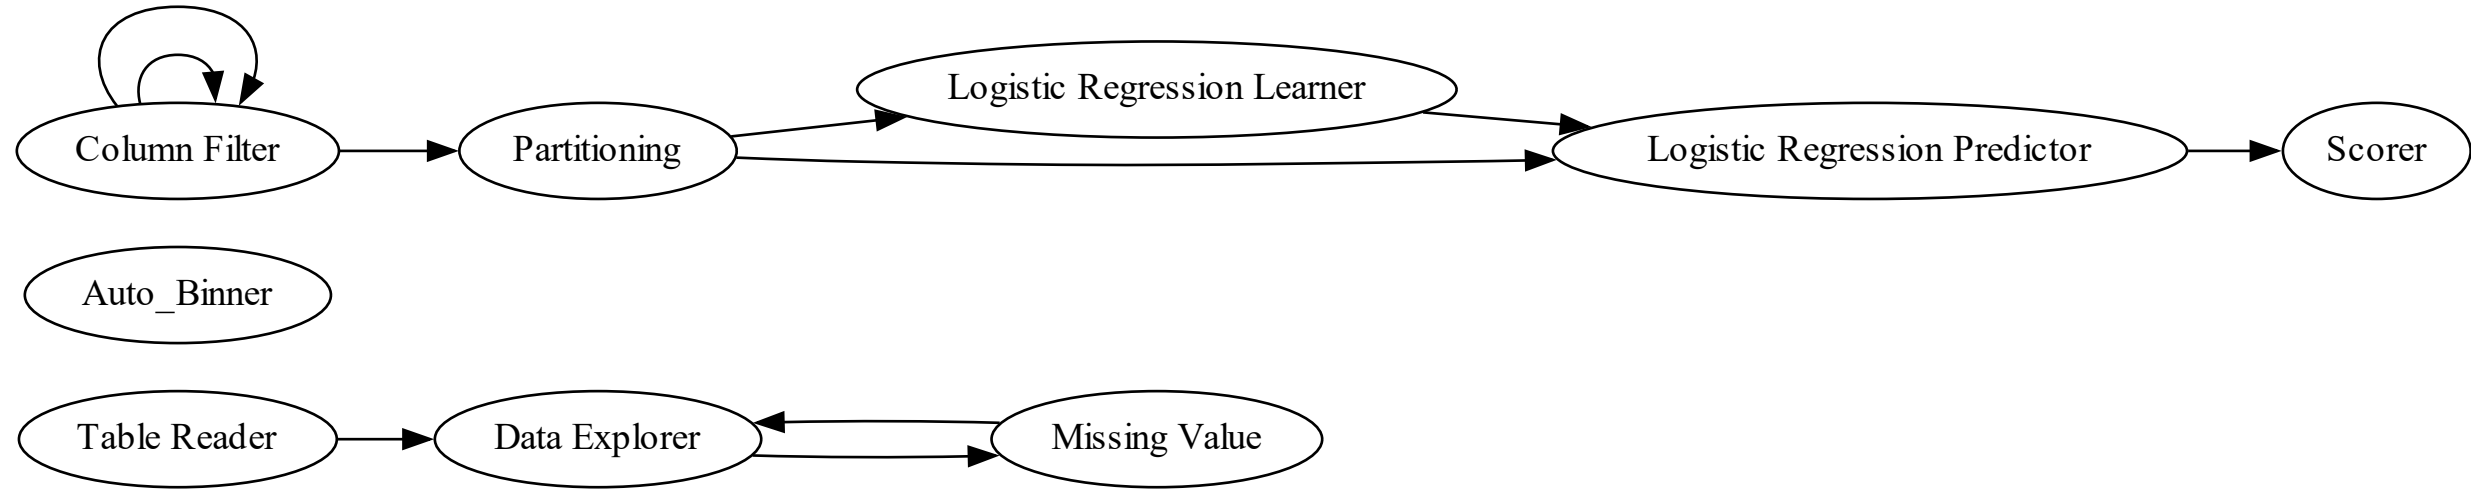 Logistic Regression Learner
Column Filter
Partitioning
Logistic Regression Predictor
Scorer
Auto_Binner
Table Reader
Data Explorer
Missing Value